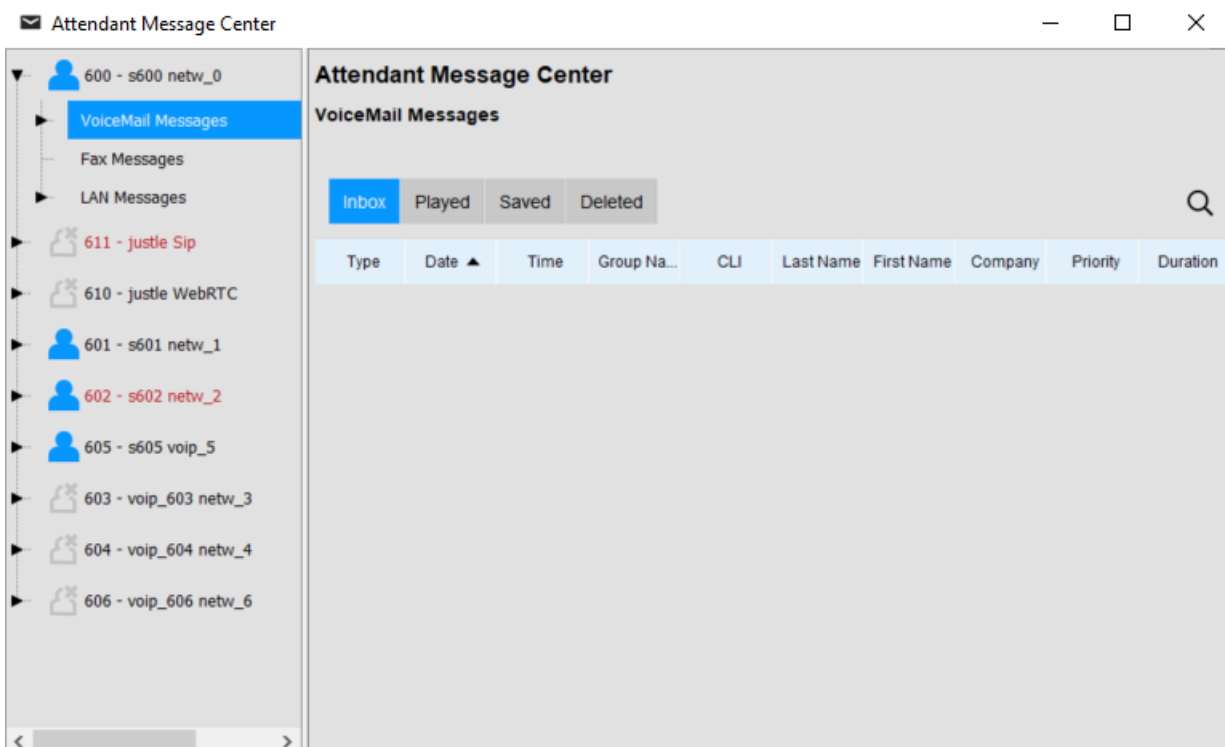 Attendant Message Center
600 - s600 netw_0
VoiceMail Messages
Fax Messages
LAN Messages
611 - justle Sip
610 - justle WebRTC
601 - s601 netw_1
602 - s602 netw_2
605 - s605 voip_5
603 - voip_603 netw_3
604 - voip_604 netw_4
606 - voip_606 netw_6
Attendant Message Center
VoiceMail Messages
Inbox Played Saved Deleted
Type Date Time Group Na... CLI Last Name First Name Company Priority Duration